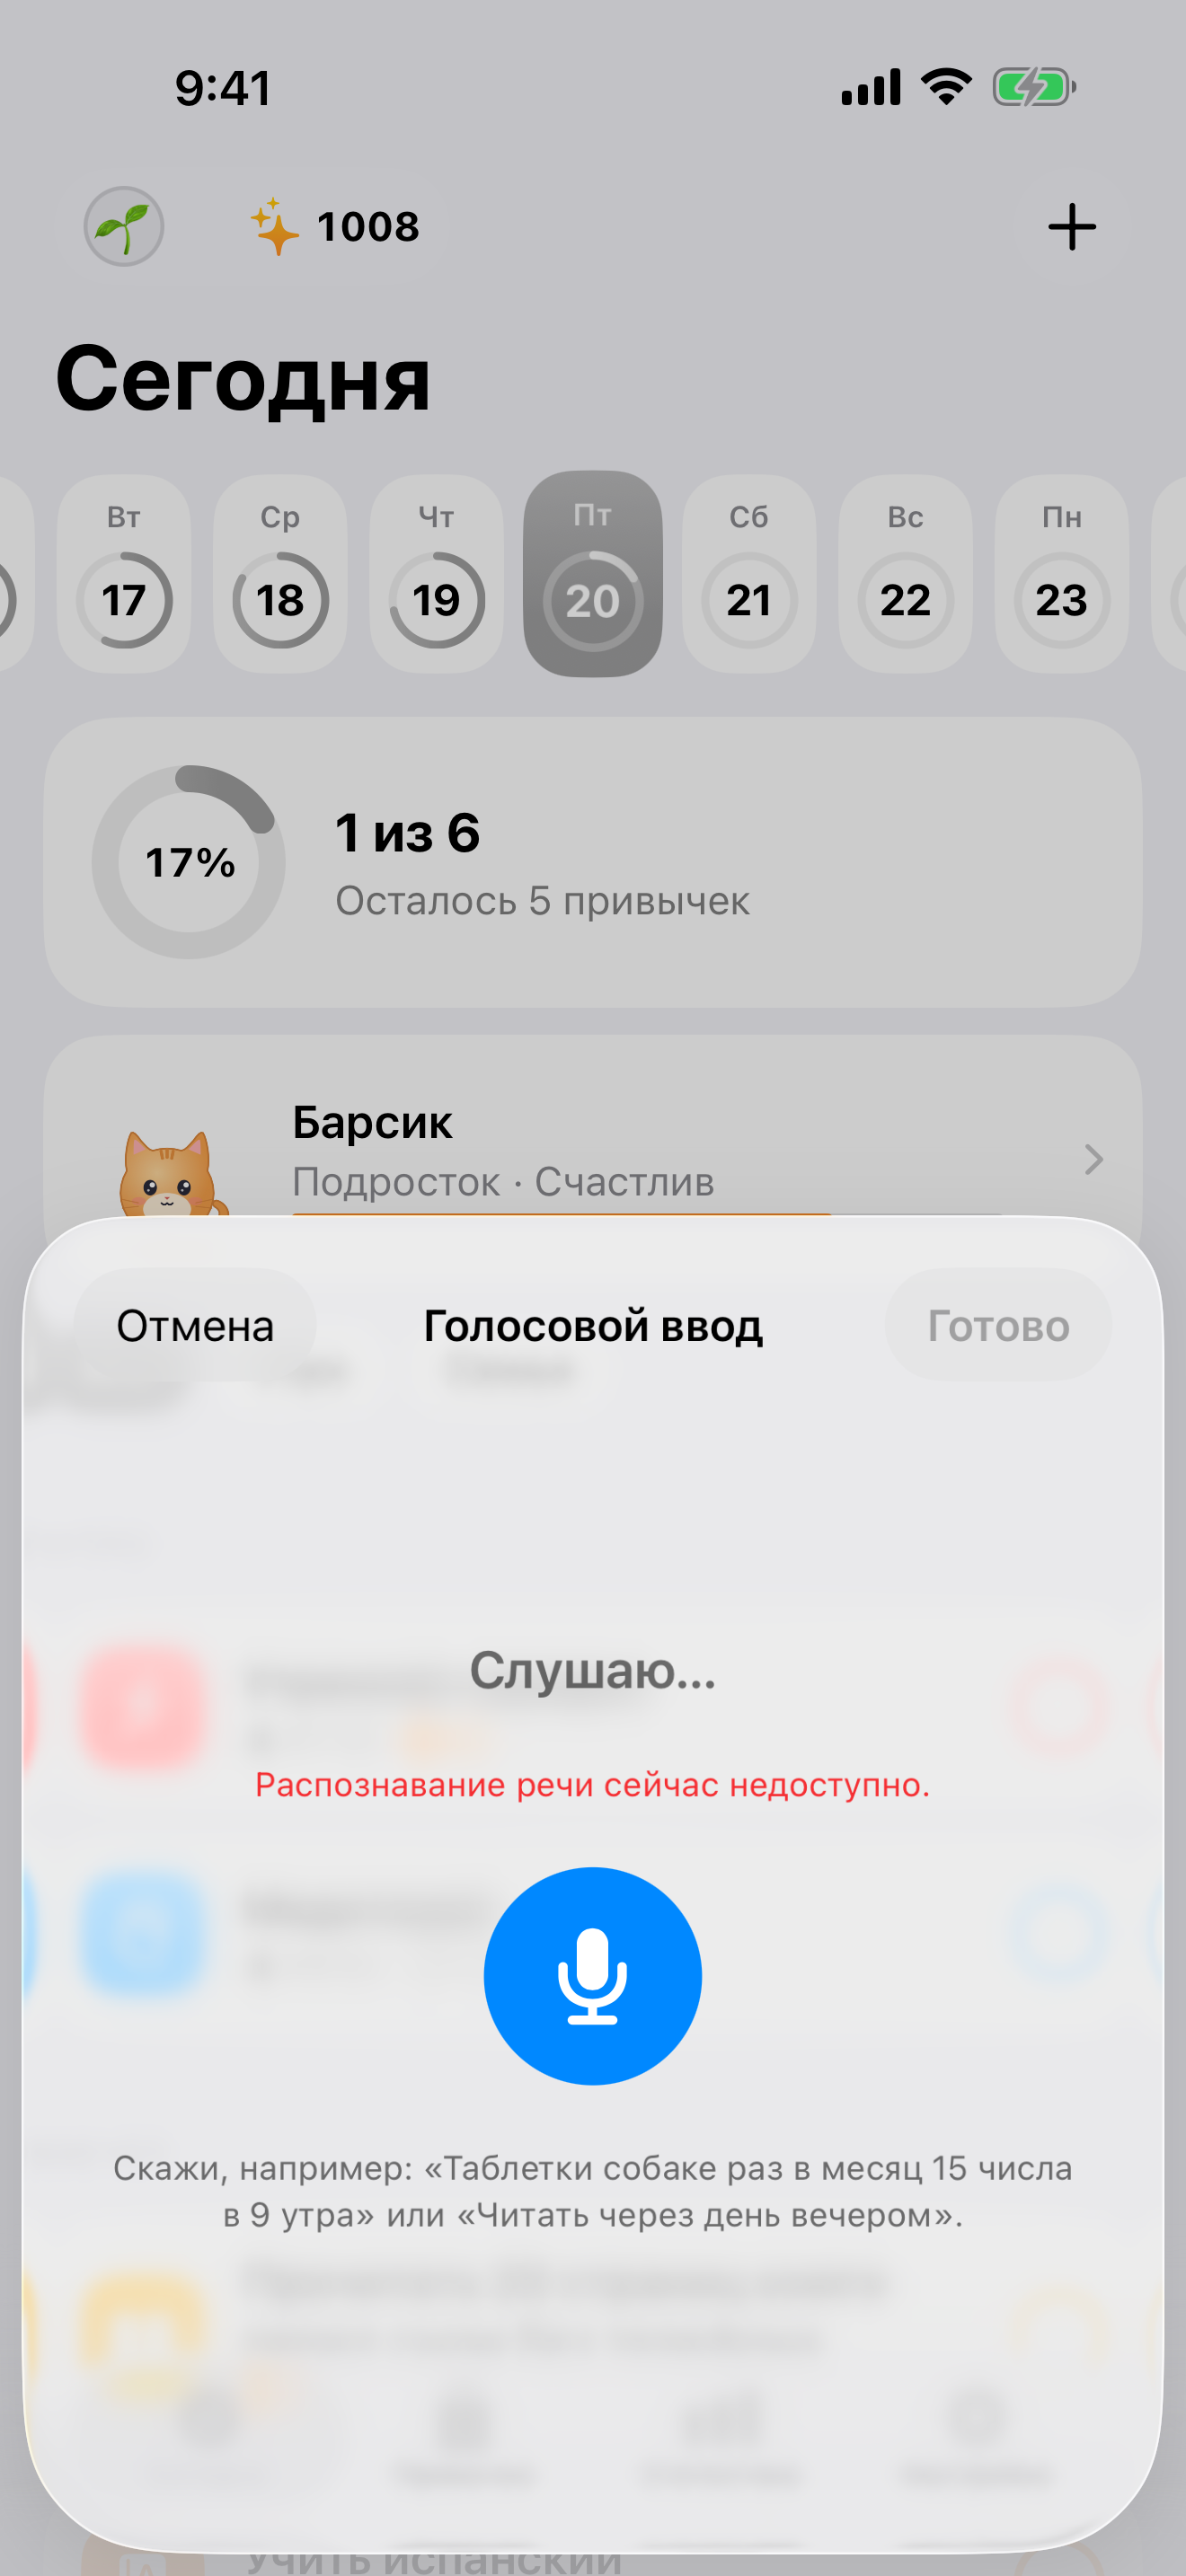 9:41
1008
Сегодня
Вт Ср Чт Пт Сб Вс Пн
17 18 19 20 21 22 23
17%
1 из 6
Осталось 5 привычек
Барсик
Подросток · Счастлив
Отмена
Голосовой ввод
Готово
Слушаю...
Распознавание речи сейчас недоступно.
Скажи, например: «Таблетки собаке раз в месяц 15 числа
в 9 утра» или «Читать через день вечером».
Учить испанский